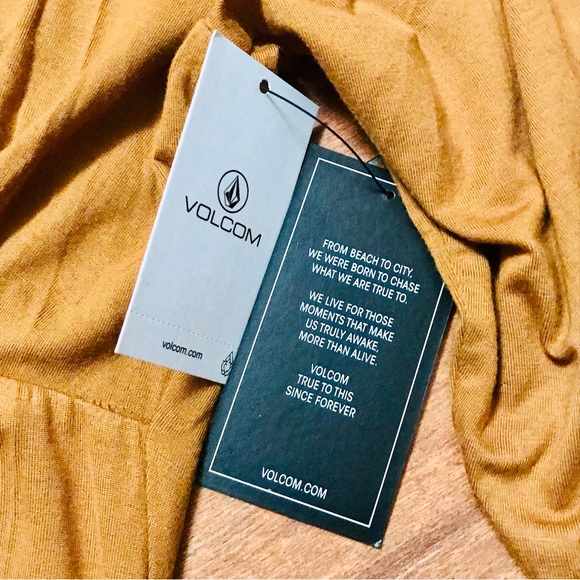 VOLCOM
volcom.com
FROM BEACH TO CITY,
WE WERE BORN TO CHASE
WHAT WE ARE TRUE TO.
WE LIVE FOR THOSE
MOMENTS THAT MAKE
US TRULY AWAKE,
MORE THAN ALIVE.
VOLCOM
TRUE TO THIS
SINCE FOREVER
VOLCOM.COM